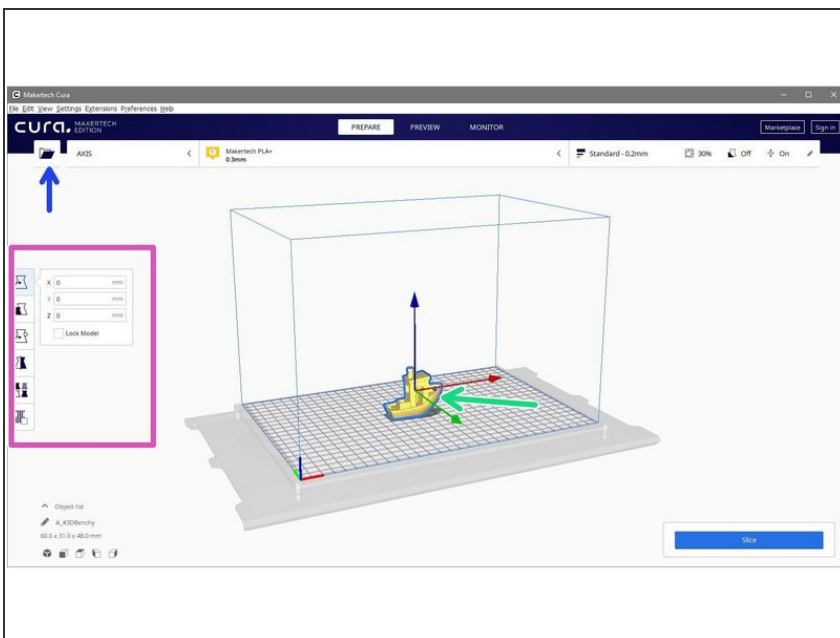 Makertech Cura
File Edit View Settings Extensions Preferences Help
cura. MAKERTECH EDITION
PREPARE PREVIEW MONITOR
Marketplace Sign in
AXIS
Makertech PLA+
0.3mm
Standard - 0.2mm
30%
Off
On
X 0 mm
Y 0 mm
Z 0 mm
Lock Model
Object list
A_#3DBenchy
60.0 x 31.0 x 48.0 mm
Slice